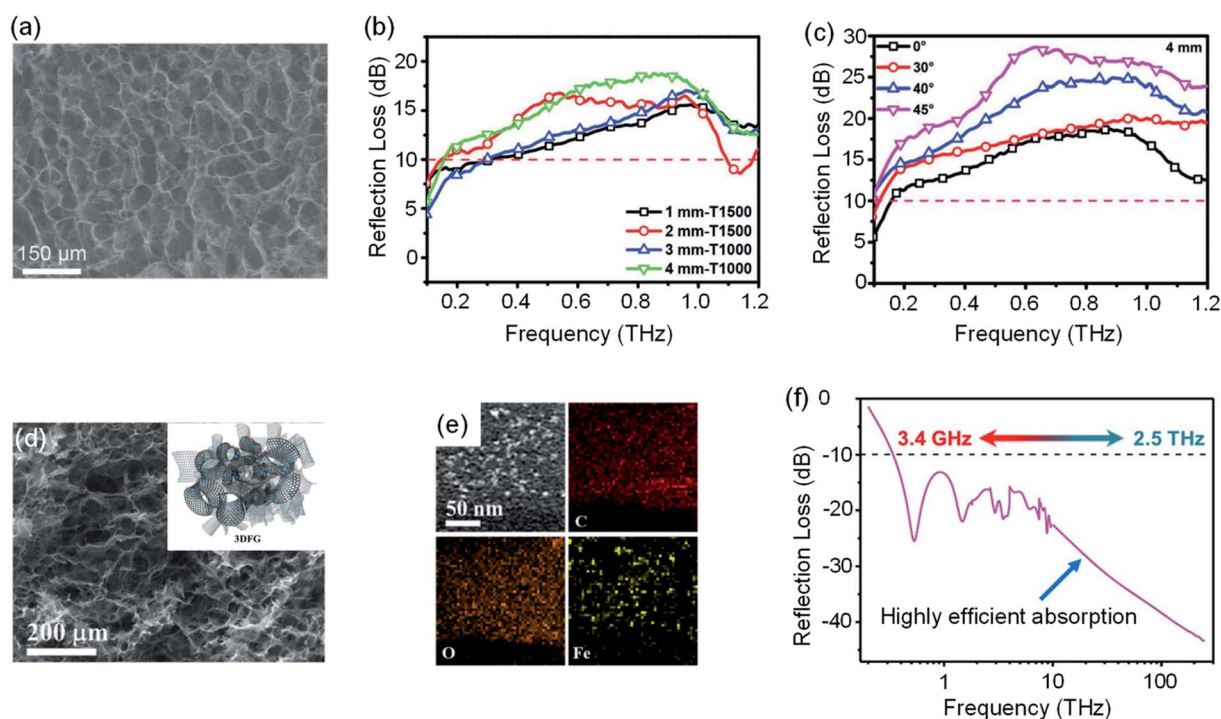 (a)
150 μm
(b)
Reflection Loss (dB)
20
15
10
5
0
1 mm-T1500
2 mm-T1500
3 mm-T1000
4 mm-T1000
0.2 0.4 0.6 0.8 1.0 1.2
Frequency (THz)
(c)
Reflection Loss (dB)
30
25
20
15
10
5
0°
30°
40°
45°
4 mm
0.2 0.4 0.6 0.8 1.0 1.2
Frequency (THz)
(d)
3DFG
200 μm
(e)
50 nm
C
O
Fe
(f)
Reflection Loss (dB)
-0
-10
-20
-30
-40
3.4 GHz
2.5 THz
Highly efficient absorption
1 10 100
Frequency (THz)